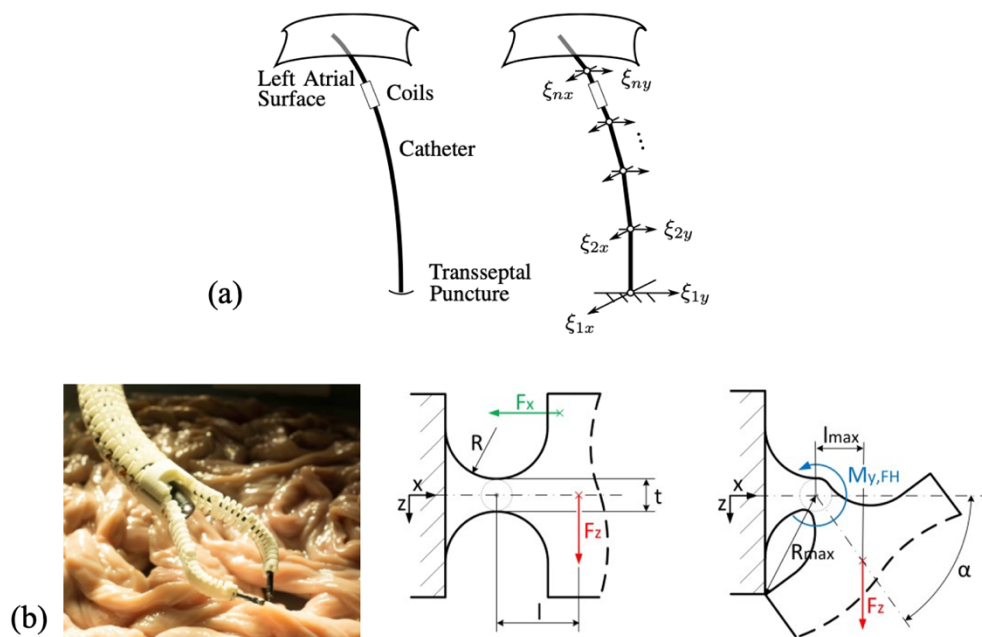 Left Atrial
Surface
Coils
Catheter
Transseptal
Puncture
ξnx
ξny
ξ2x
ξ2y
ξ1x
ξ1y
(a)
(b)
Fx
R
x
z
t
Fz
l
lmax
My,FH
x
z
Rmax
α
Fz